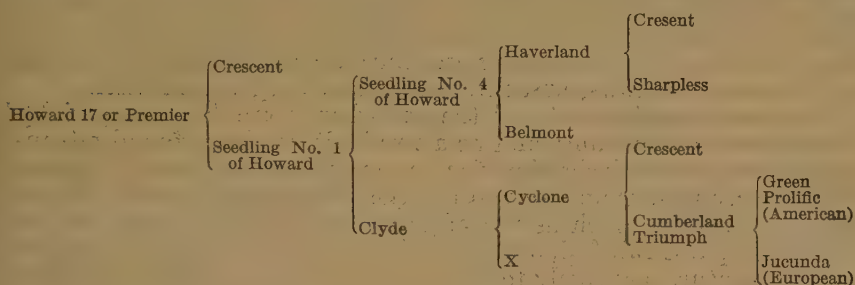 Howard 17 or Premier
Crescent
Seedling No. 1
of Howard
Seedling No. 4
of Howard
Clyde
Haverland
Belmont
Cyclone
X
Cresent
Sharpless
Crescent
Cumberland
Triumph
Green
Prolific
(American)
Jucunda
(European)